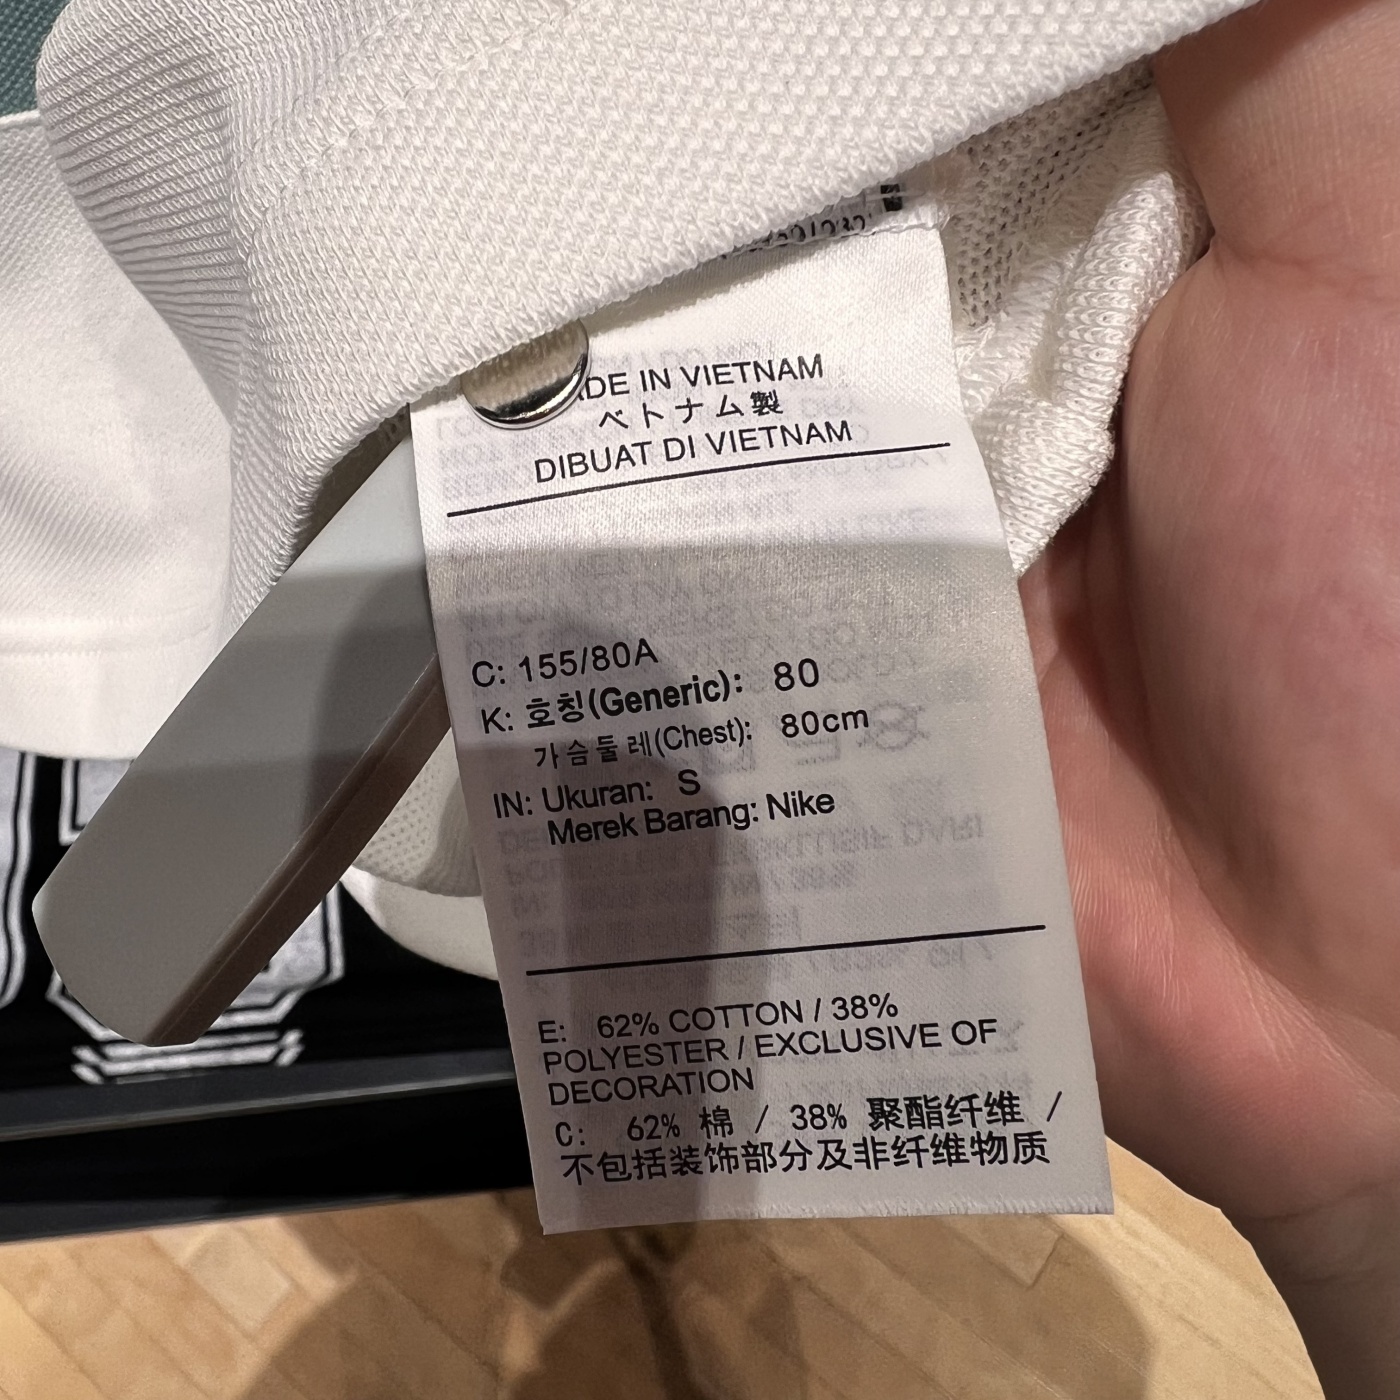 ADE IN VIETNAM
ベトナム製
DIBUAT DI VIETNAM
C: 155/80A
K: 호칭(Generic): 80
가슴둘레(Chest): 80cm
IN: Ukuran: S
Merek Barang: Nike
E: 62% COTTON / 38%
POLYESTER / EXCLUSIVE OF
DECORATION
C: 62% 棉 / 38% 聚酯纤维 /
不包括装饰部分及非纤维物质